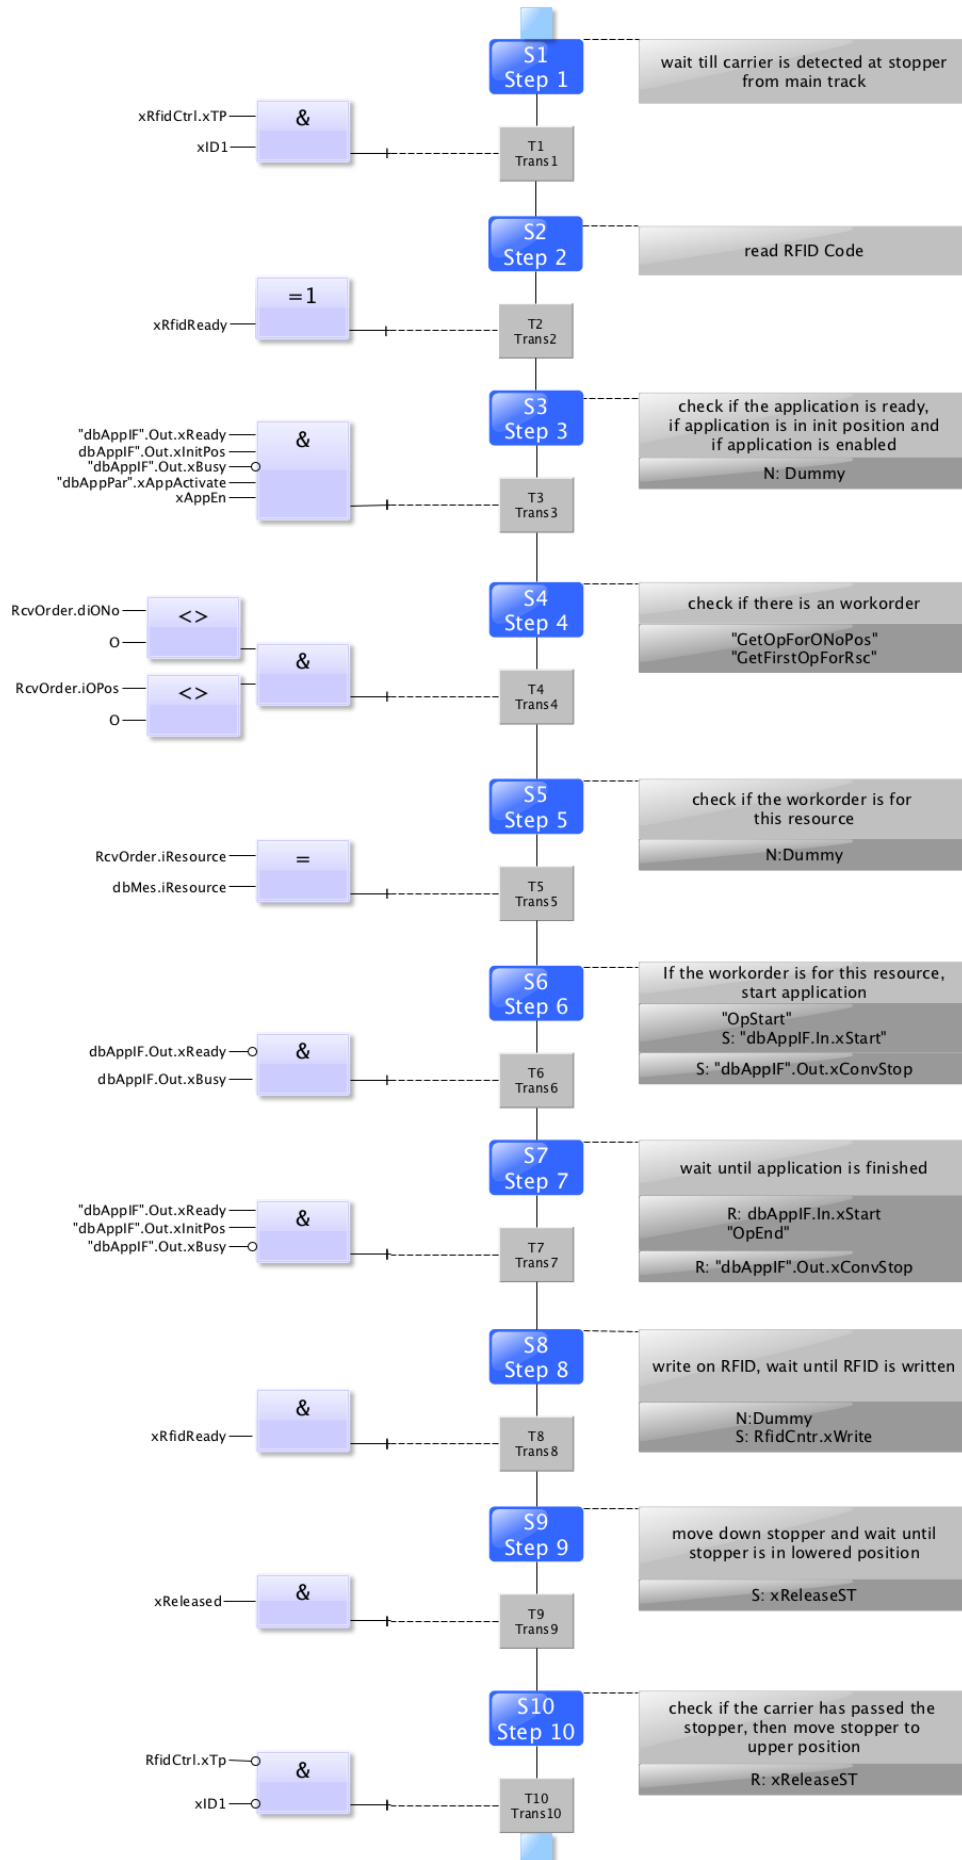 S1
Step 1
wait till carrier is detected at stopper
from main track
xRfidCtrl.xTP
xID1
&
T1
Trans1
S2
Step 2
read RFID Code
=1
xRfidReady
T2
Trans2
S3
Step 3
check if the application is ready,
if application is in init position and
if application is enabled
N: Dummy
"dbAppIF".Out.xReady
dbAppIF".Out.xInitPos
"dbAppIF".Out.xBusy
"dbAppPar".xAppActivate
xAppEn
&
T3
Trans3
S4
Step 4
check if there is an workorder
"GetOpForONoPos"
"GetFirstOpForRsc"
RcvOrder.diONo
O
<>
RcvOrder.iOPos
O
<>
&
T4
Trans4
S5
Step 5
check if the workorder is for
this resource
N:Dummy
RcvOrder.iResource
dbMes.iResource
=
T5
Trans5
S6
Step 6
If the workorder is for this resource,
start application
"OpStart"
S: "dbAppIF.In.xStart"
S: "dbAppIF".Out.xConvStop
dbAppIF.Out.xReady
dbAppIF.Out.xBusy
&
T6
Trans6
S7
Step 7
wait until application is finished
R: dbAppIF.In.xStart
"OpEnd"
R: "dbAppIF".Out.xConvStop
"dbAppIF".Out.xReady
"dbAppIF".Out.xInitPos
"dbAppIF".Out.xBusy
&
T7
Trans7
S8
Step 8
write on RFID, wait until RFID is written
N:Dummy
S: RfidCntr.xWrite
xRfidReady
&
T8
Trans8
S9
Step 9
move down stopper and wait until
stopper is in lowered position
S: xReleaseST
xReleased
&
T9
Trans9
S10
Step 10
check if the carrier has passed the
stopper, then move stopper to
upper position
R: xReleaseST
RfidCtrl.xTp
xID1
&
T10
Trans10